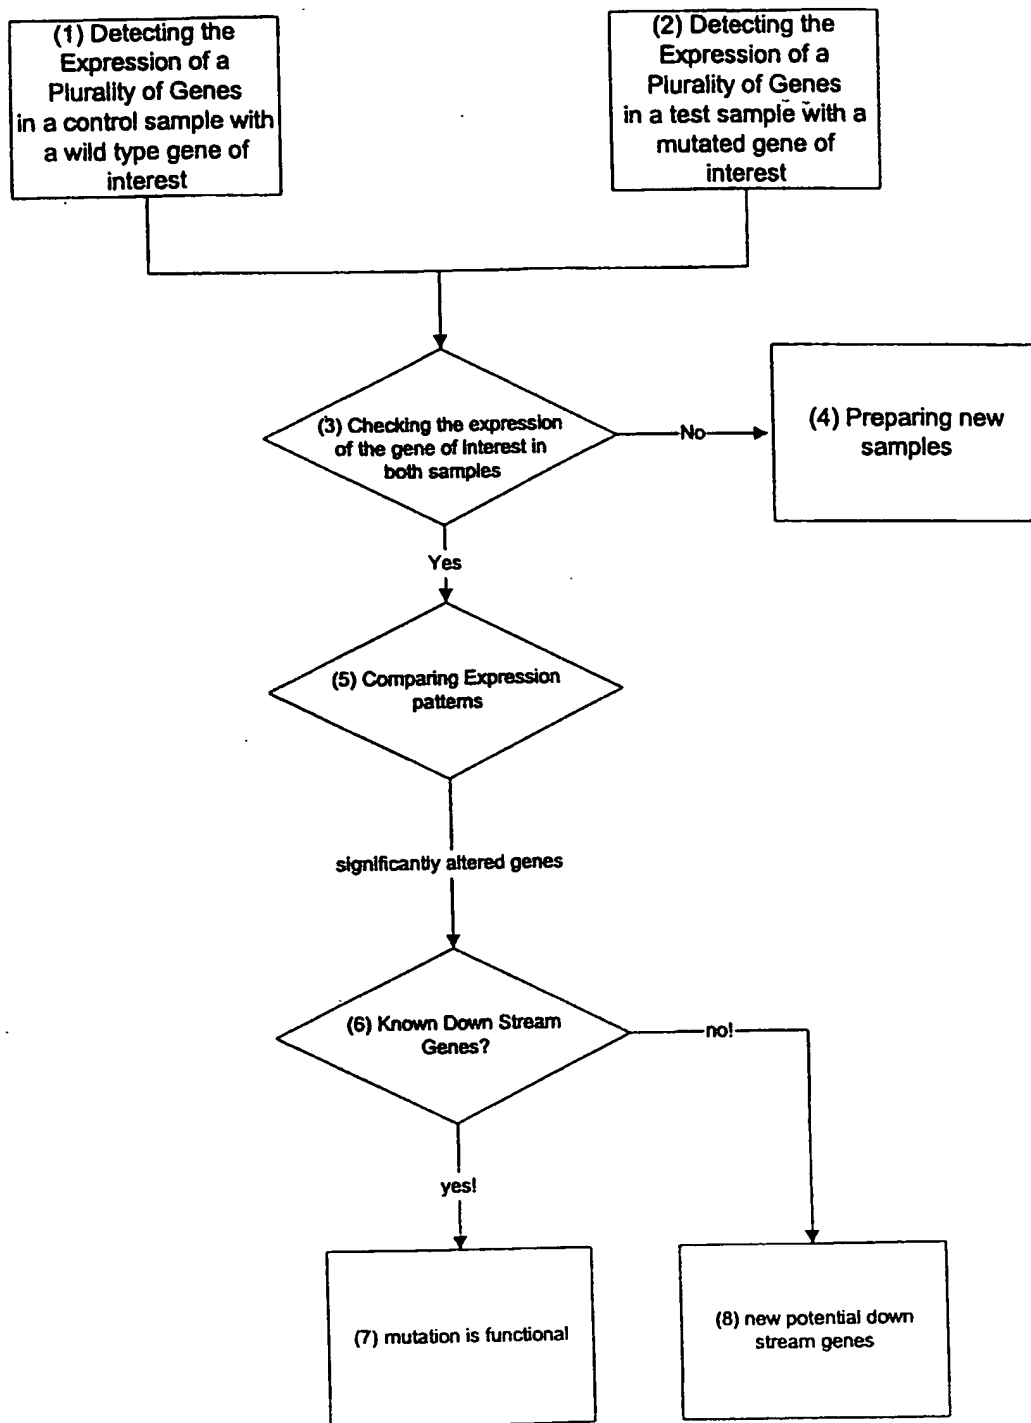 (1) Detecting the
Expression of a
Plurality of Genes
in a control sample with
a wild type gene of
interest
(2) Detecting the
Expression of a
Plurality of Genes
in a test sample with a
mutated gene of
interest
(3) Checking the expression
of the gene of Interest in
both samples
No
(4) Preparing new
samples
Yes
(5) Comparing Expression
patterns
significantly altered genes
(6) Known Down Stream
Genes?
no!
yes!
(7) mutation is functional
(8) new potential down
stream genes